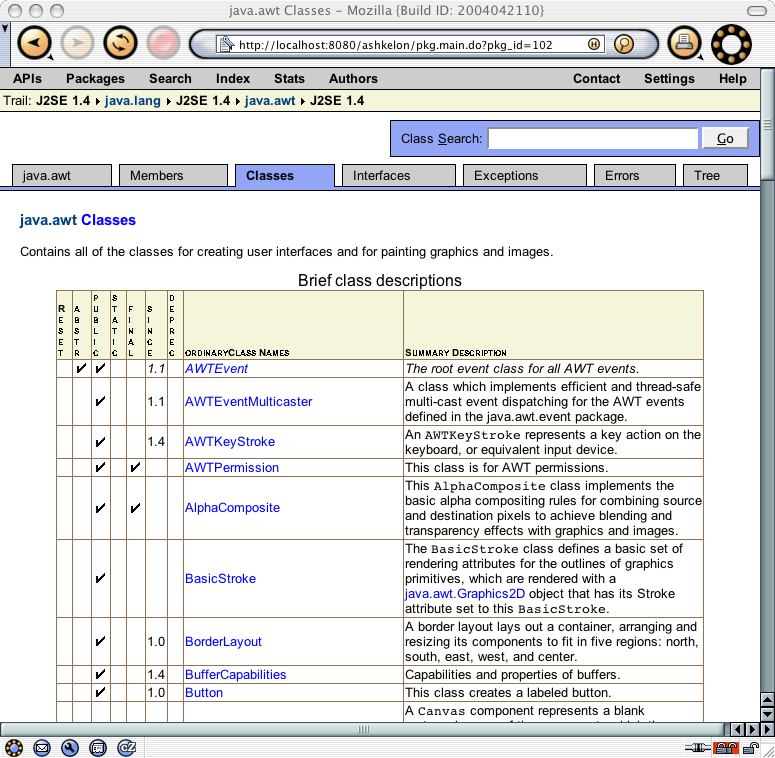 java.awt Classes - Mozilla {Build ID: 2004042110}
http://localhost:8080/ashkelon/pkg.main.do?pkg_id=102
APIs Packages Search Index Stats Authors Contact Settings Help
Trail: J2SE 1.4 java.lang J2SE 1.4 java.awt J2SE 1.4
Class Search: Go
java.awt Members Classes Interfaces Exceptions Errors Tree
java.awt Classes
Contains all of the classes for creating user interfaces and for painting graphics and images.
Brief class descriptions
RESET ABSTR PUBLIC STATIC FINAL SINCE DEPREC ORDINARYCLASS NAMES SUMMARY DESCRIPTION
✔ ✔ 1.1 AWTEvent The root event class for all AWT events.
✔ 1.1 AWTEventMulticaster A class which implements efficient and thread-safe
multi-cast event dispatching for the AWT events
defined in the java.awt.event package.
✔ 1.4 AWTKeyStroke An AWTKeyStroke represents a key action on the
keyboard, or equivalent input device.
✔ ✔ AWTPermission This class is for AWT permissions.
✔ ✔ AlphaComposite This AlphaComposite class implements the
basic alpha compositing rules for combining source
and destination pixels to achieve blending and
transparency effects with graphics and images.
✔ BasicStroke The BasicStroke class defines a basic set of
rendering attributes for the outlines of graphics
primitives, which are rendered with a
java.awt.Graphics2D object that has its Stroke
attribute set to this BasicStroke.
✔ 1.0 BorderLayout A border layout lays out a container, arranging and
resizing its components to fit in five regions: north,
south, east, west, and center.
✔ 1.4 BufferCapabilities Capabilities and properties of buffers.
✔ 1.0 Button This class creates a labeled button.
A Canvas component represents a blank